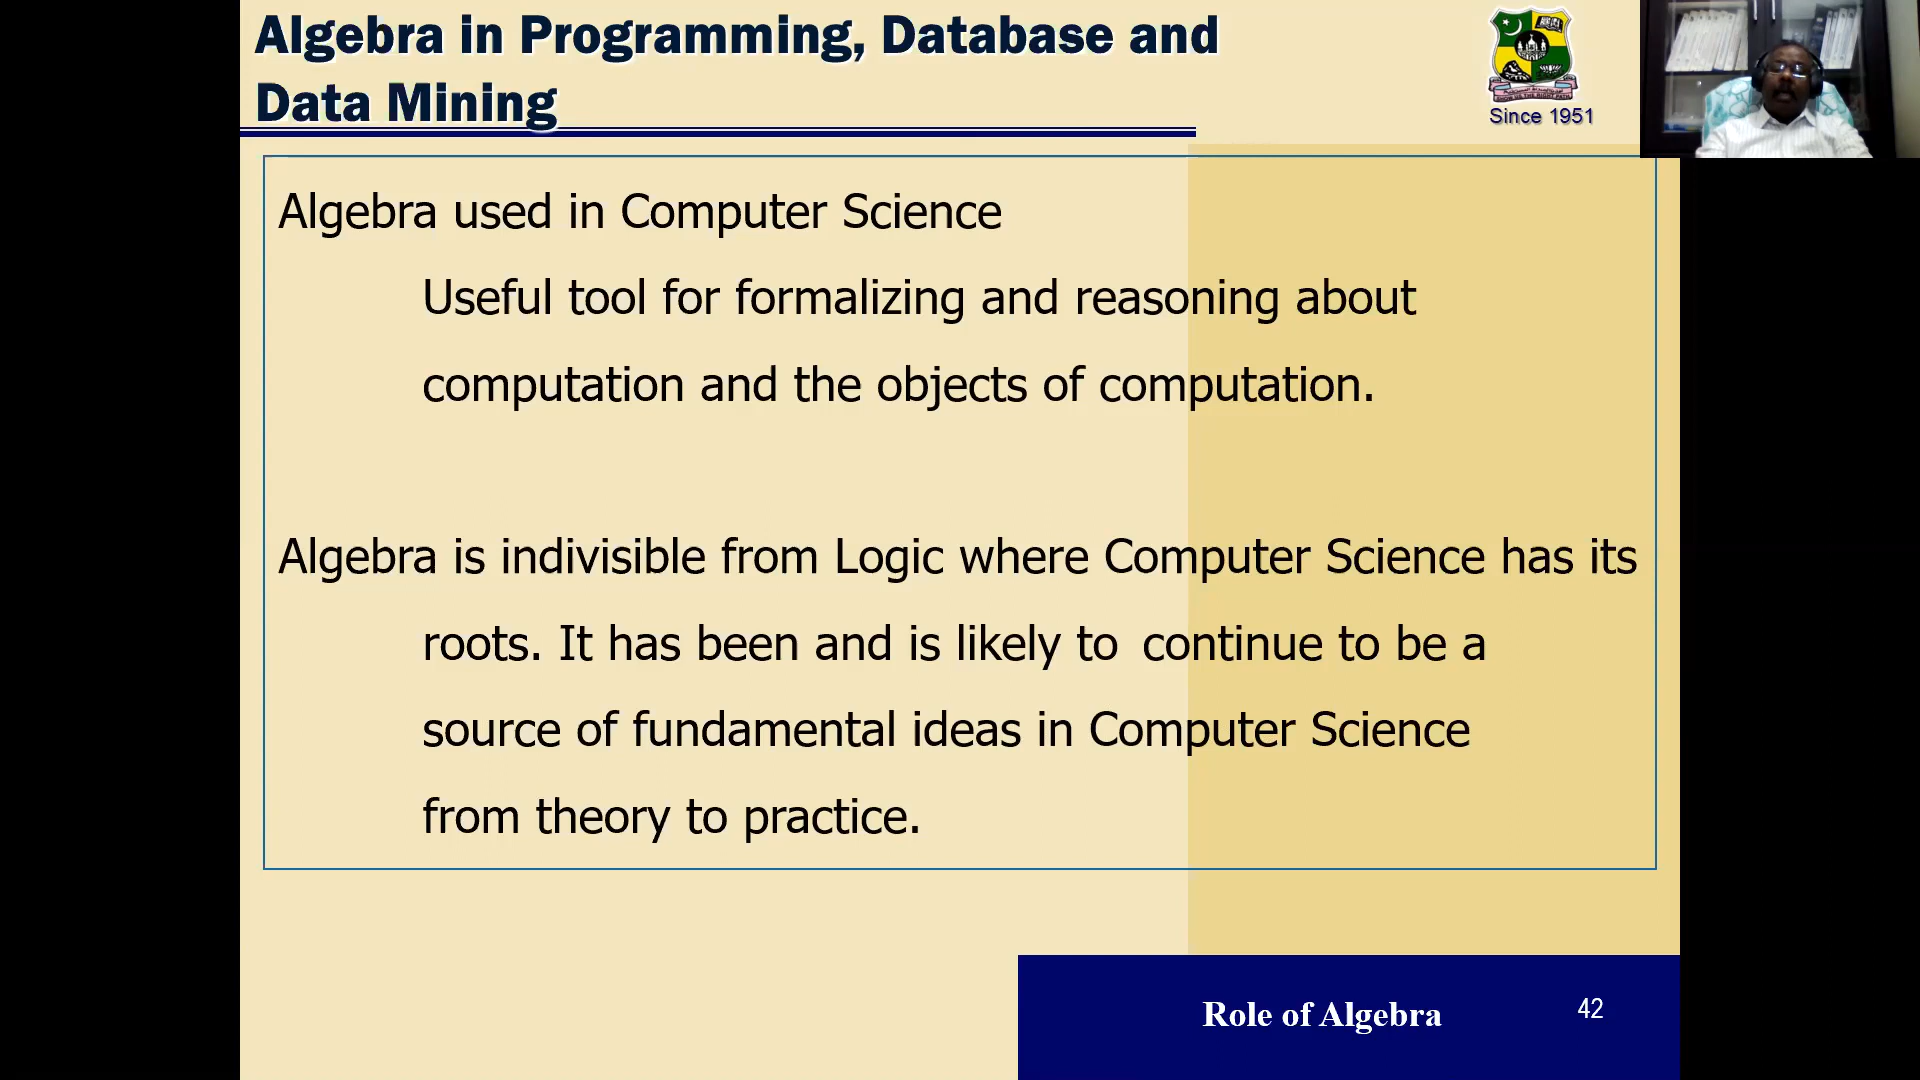 Algebra in Programming, Database and
Data Mining
Since 1951
Algebra used in Computer Science
Useful tool for formalizing and reasoning about
computation and the objects of computation.
Algebra is indivisible from Logic where Computer Science has its
roots. It has been and is likely to continue to be a
source of fundamental ideas in Computer Science
from theory to practice.
Role of Algebra
42